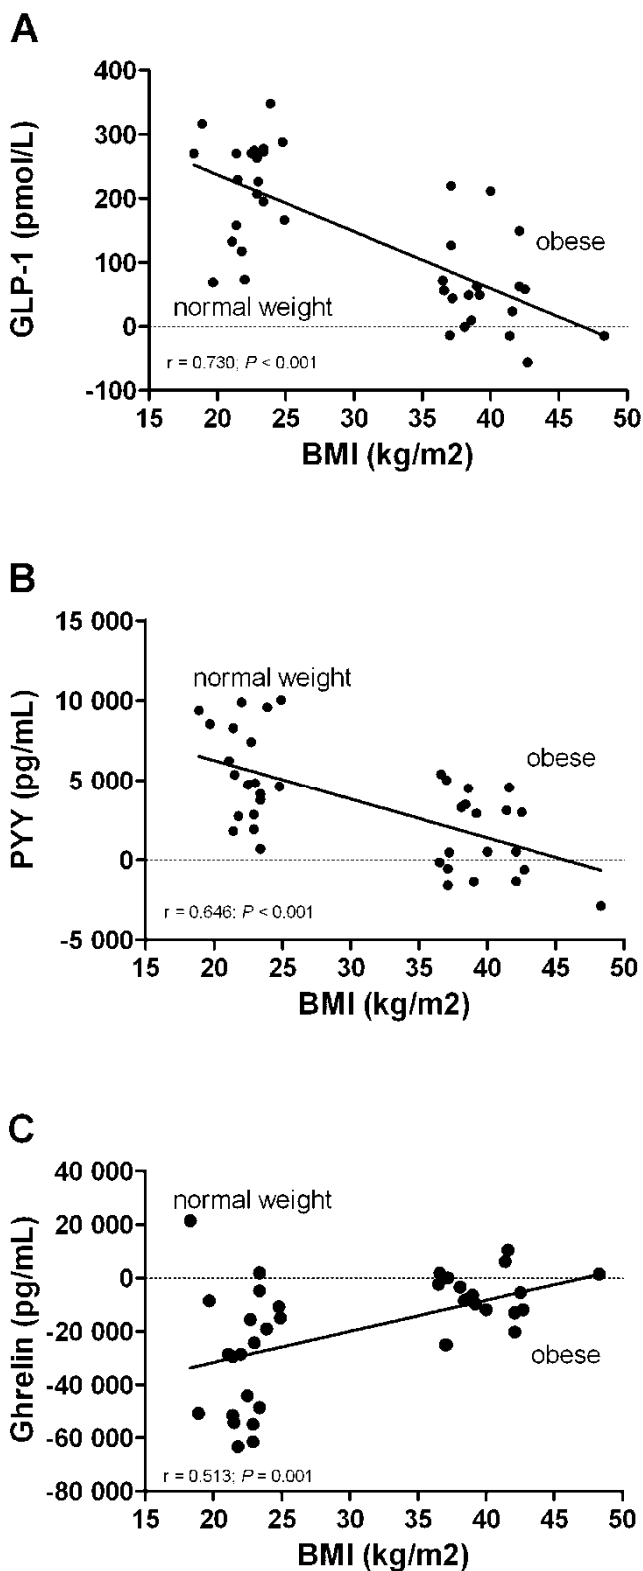 A
GLP-1 (pmol/L)
400
300
200
100
0
-100
obese
normal weight
r = 0.730; P < 0.001
15 20 25 30 35 40 45 50
BMI (kg/m2)
B
PYY (pg/mL)
15 000
10 000
5 000
0
-5 000
normal weight
obese
r = 0.646; P < 0.001
15 20 25 30 35 40 45 50
BMI (kg/m2)
C
Ghrelin (pg/mL)
40 000
20 000
0
-20 000
-40 000
-60 000
-80 000
normal weight
obese
r = 0.513; P = 0.001
15 20 25 30 35 40 45 50
BMI (kg/m2)